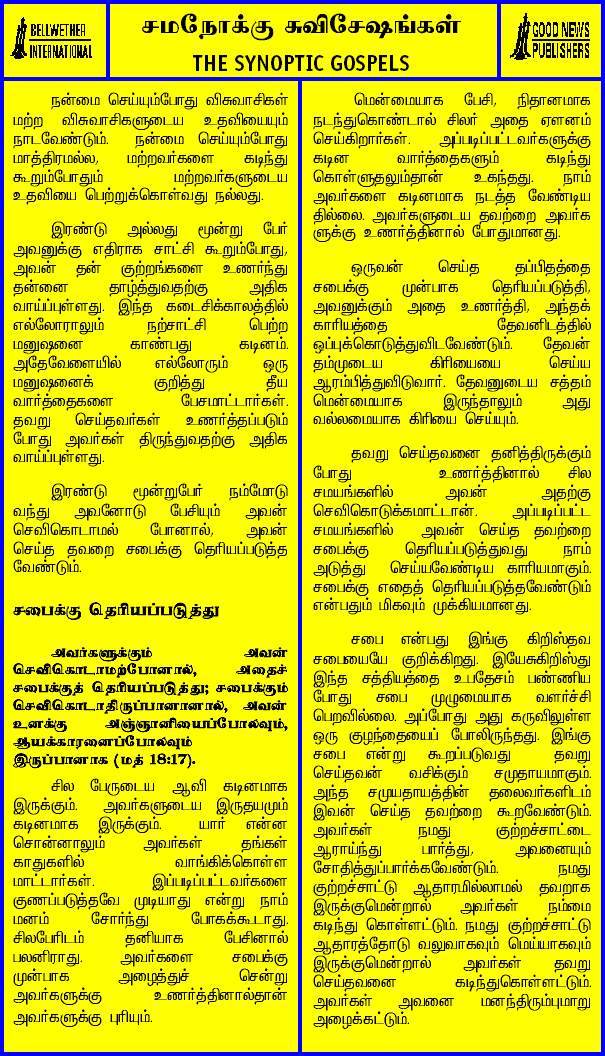 BELLWETHER
INTERNATIONAL
சமநோக்கு சுவிசேஷங்கள்
THE SYNOPTIC GOSPELS
GOOD NEWS
PUBLISHERS
நன்மை செய்யும்போது விசுவாசிகள்
மற்ற விசுவாசிகளுடைய உதவியையும்
நாடவேண்டும். நன்மை செய்யும்போது
மாத்திரமல்ல, மற்றவர்களை கடிந்து
கூறும்போதும் மற்றவர்களுடைய
உதவியை பெற்றுக்கொள்வது நல்லது.
இரண்டு அல்லது மூன்று பேர்
அவனுக்கு எதிராக சாட்சி கூறும்போது,
அவன் தன் குற்றங்களை உணர்ந்து
தன்னை தாழ்த்துவதற்கு அதிக
வாய்ப்புள்ளது. இந்த கடைசிக்காலத்தில்
எல்லோராலும் நற்சாட்சி பெற்ற
மனுஷனை காண்பது கடினம்.
அதேவேளையில் எல்லோரும் ஒரு
மனுஷனைக் குறித்து தீய
வார்த்தைகளை பேசமாட்டார்கள்.
தவறு செய்தவர்கள் உணர்த்தப்படும்
போது அவர்கள் திருந்துவதற்கு அதிக
வாய்ப்புள்ளது.
இரண்டு மூன்றுபேர் நம்மோடு
வந்து அவனோடு பேசியும் அவன்
செவிகொடாமல் போனால், அவன்
செய்த தவறை சபைக்கு தெரியப்படுத்த
வேண்டும்.
சபைக்கு தெரியப்படுத்து
அவர்களுக்கும் அவன்
செவிகொடாமற்போனால், அதைச்
சபைக்குத் தெரியப்படுத்து; சபைக்கும்
செவிகொடாதிருப்பானானால், அவன்
உனக்கு அஞ்ஞானியைப்போலவும்,
ஆயக்காரனைப்போலவும்
இருப்பானாக (மத் 18:17).
சில பேருடைய ஆவி கடினமாக
இருக்கும். அவர்களுடைய இருதயமும்
கடினமாக இருக்கும். யார் என்ன
சொன்னாலும் அவர்கள் தங்கள்
காதுகளில் வாங்கிக்கொள்ள
மாட்டார்கள். இப்படிப்பட்டவர்களை
குணப்படுத்தவே முடியாது என்று நாம்
மனம் சோர்ந்து போகக்கூடாது.
சிலபேரிடம் தனியாக பேசினால்
பலனிராது. அவர்களை சபைக்கு
முன்பாக அழைத்துச் சென்று
அவர்களுக்கு உணர்த்தினால்தான்
அவர்களுக்கு புரியும்.
மென்மையாக பேசி, நிதானமாக
நடந்துகொண்டால் சிலர் அதை ஏளனம்
செய்கிறார்கள். அப்படிப்பட்டவர்களுக்கு
கடின வார்த்தைகளும் கடிந்து
கொள்ளுதலும்தான் உகந்தது. நாம்
அவர்களை கடினமாக நடத்த வேண்டிய
தில்லை. அவர்களுடைய தவற்றை அவர்க
ளுக்கு உணர்த்தினால் போதுமானது.
ஒருவன் செய்த தப்பிதத்தை
சபைக்கு முன்பாக தெரியப்படுத்தி,
அவனுக்கும் அதை உணர்த்தி, அந்தக்
காரியத்தை தேவனிடத்தில்
ஒப்புக்கொடுத்துவிடவேண்டும். தேவன்
தம்முடைய கிரியையை செய்ய
ஆரம்பித்துவிடுவார். தேவனுடைய சத்தம்
மென்மையாக இருந்தாலும் அது
வல்லமையாக கிரியை செய்யும்.
தவறு செய்தவனை தனித்திருக்கும்
போது உணர்த்தினால் சில
சமயங்களில் அவன் அதற்கு
செவிகொடுக்கமாட்டான். அப்படிப்பட்ட
சமயங்களில் அவன் செய்த தவற்றை
சபைக்கு தெரியப்படுத்துவது நாம்
அடுத்து செய்யவேண்டிய காரியமாகும்.
சபைக்கு எதைத் தெரியப்படுத்தவேண்டும்
என்பதும் மிகவும் முக்கியமானது.
சபை என்பது இங்கு கிறிஸ்தவ
சபையையே குறிக்கிறது. இயேசுகிறிஸ்து
இந்த சத்தியத்தை உபதேசம் பண்ணிய
போது சபை முழுமையாக வளர்ச்சி
பெறவில்லை. அப்போது அது கருவிலுள்ள
ஒரு குழந்தையைப் போலிருந்தது. இங்கு
சபை என்று கூறப்படுவது தவறு
செய்தவன் வசிக்கும் சமுதாயமாகும்.
அந்த சமுயதாயத்தின் தலைவர்களிடம்
இவன் செய்த தவற்றை கூறவேண்டும்.
அவர்கள் நமது குற்றச்சாட்டை
ஆராய்ந்து பார்த்து, அவனையும்
சோதித்துப்பார்க்கவேண்டும். நமது
குற்றச்சாட்டு ஆதாரமில்லாமல் தவறாக
இருக்குமென்றால் அவர்கள் நம்மை
கடிந்து கொள்ளட்டும். நமது குற்றச்சாட்டு
ஆதாரத்தோடு வலுவாகவும் மெய்யாகவும்
இருக்குமென்றால் அவர்கள் தவறு
செய்தவனை கடிந்துகொள்ளட்டும்.
அவர்கள் அவனை மனந்திரும்புமாறு
அழைக்கட்டும்.